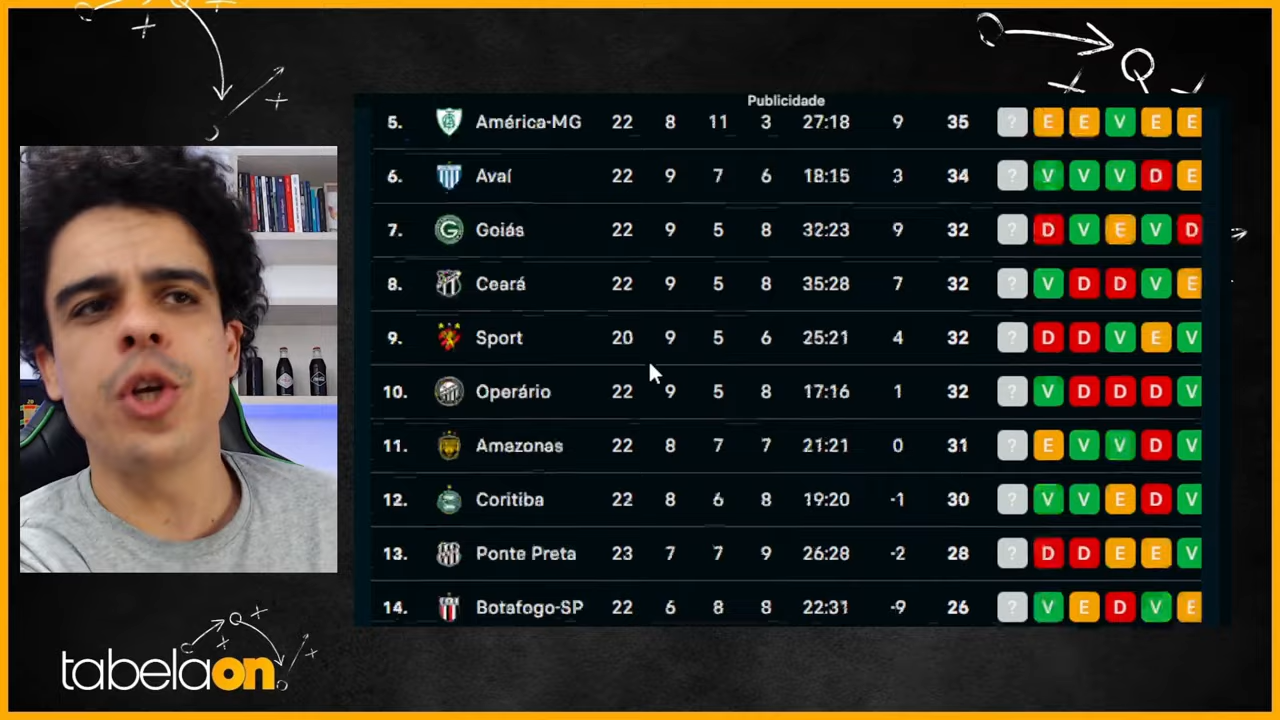 Publicidade
5. América-MG 22 8 11 3 27:18 9 35 ? E E V E E
6. Avaí 22 9 7 6 18:15 3 34 ? V V V D E
7. Goiás 22 9 5 8 32:23 9 32 ? D V E V D
8. Ceará 22 9 5 8 35:28 7 32 ? V D D V E
9. Sport 20 9 5 6 25:21 4 32 ? D D V E V
10. Operário 22 9 5 8 17:16 1 32 ? V D D D V
11. Amazonas 22 8 7 7 21:21 0 31 ? E V V D V
12. Coritiba 22 8 6 8 19:20 -1 30 ? V V E D V
13. Ponte Preta 23 7 7 9 26:28 -2 28 ? D D E E V
14. Botafogo-SP 22 6 8 8 22:31 -9 26 ? V E D V E
tabelaon